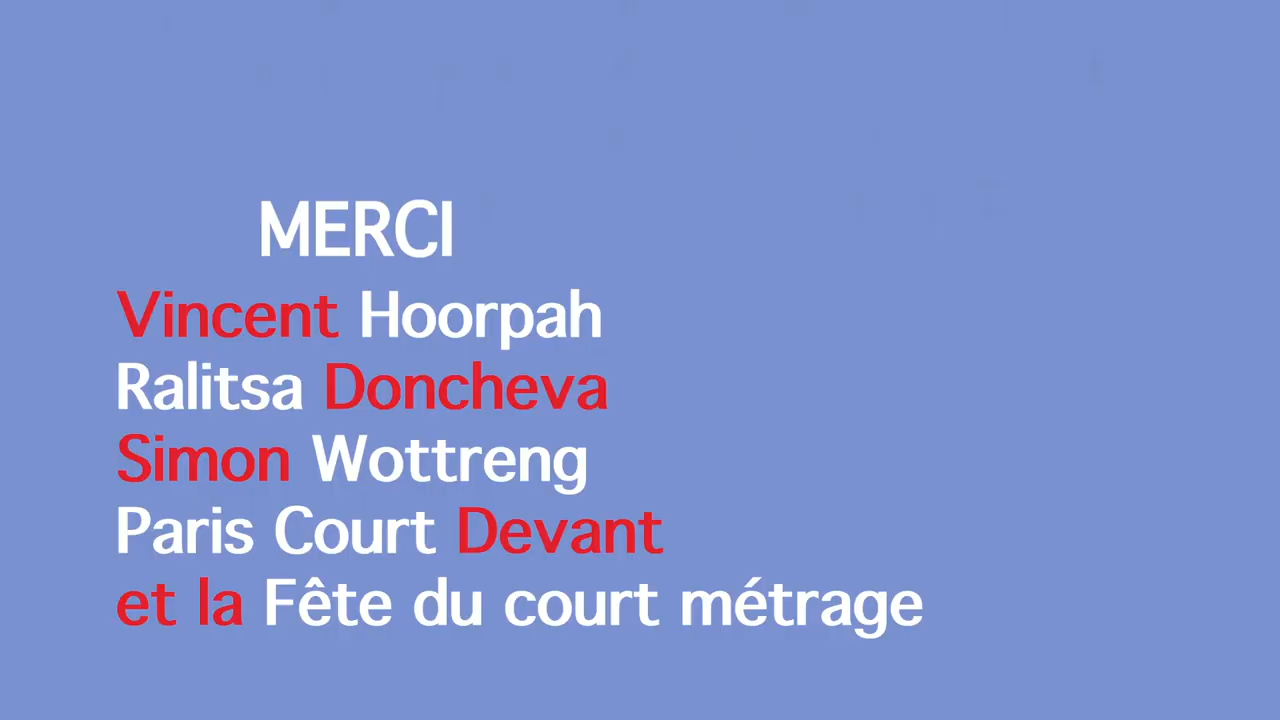 MERCI
Vincent Hoorpah
Ralitsa Doncheva
Simon Wottreng
Paris Court Devant
et la Fête du court métrage